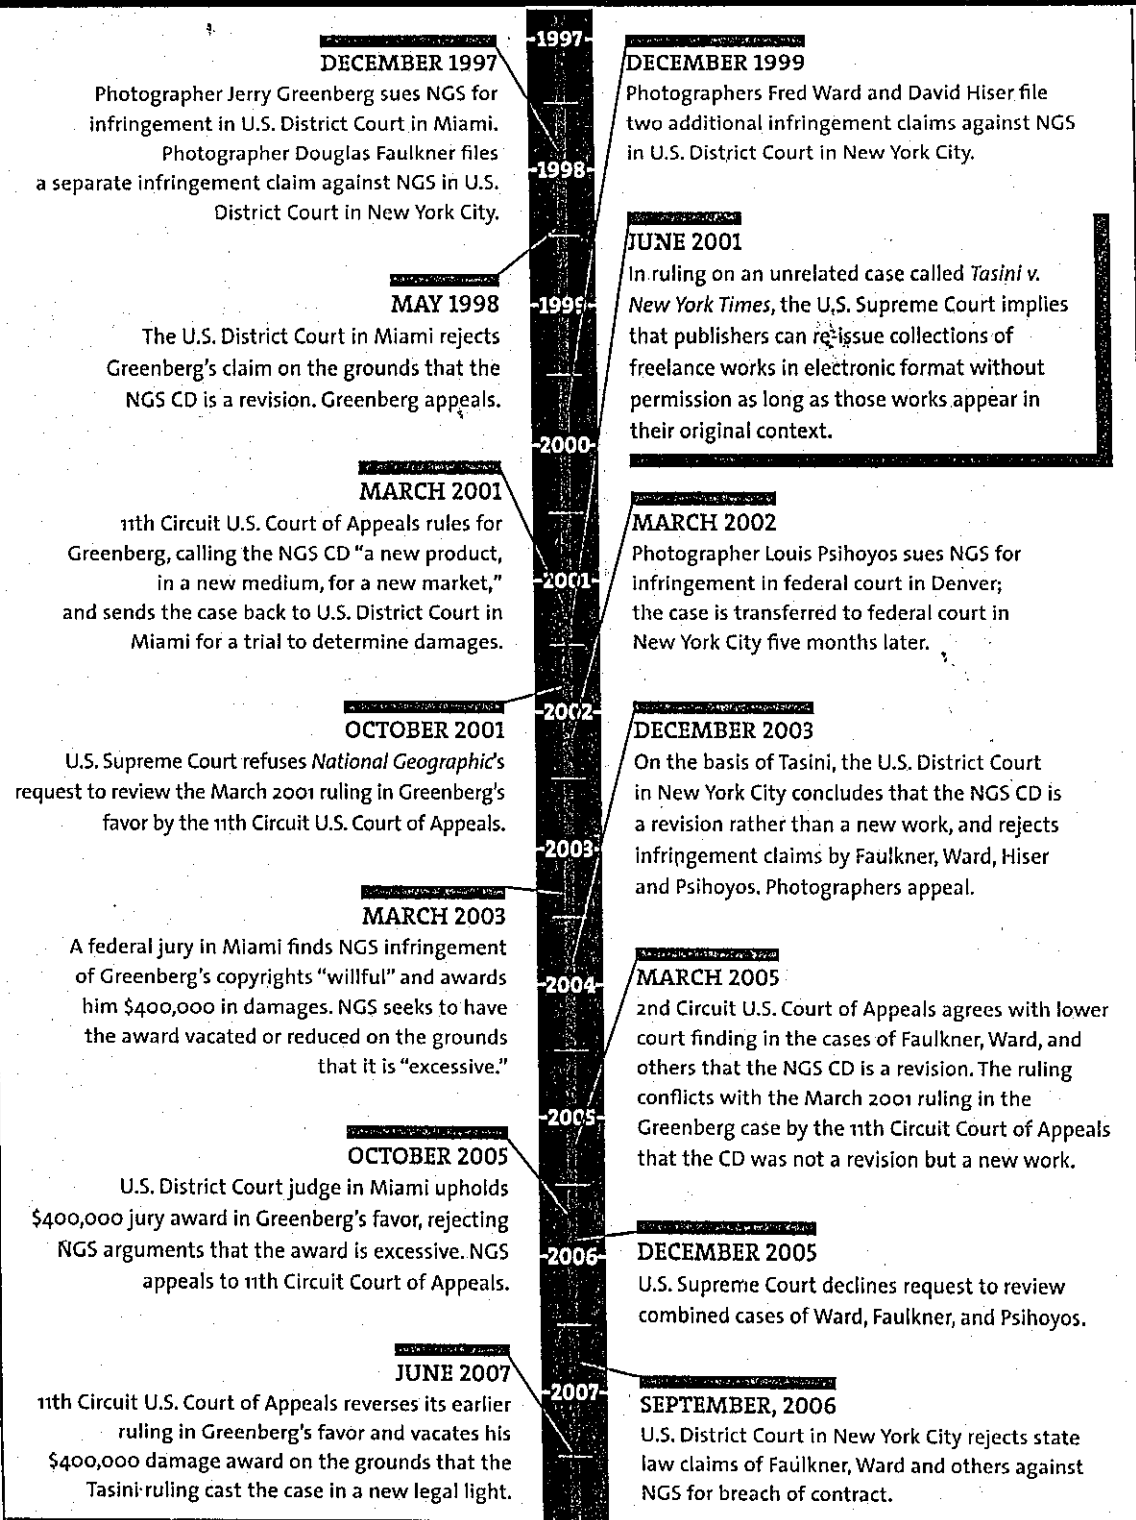 DECEMBER 1997
Photographer Jerry Greenberg sues NGS for
infringement in U.S. District Court in Miami.
Photographer Douglas Faulkner files
a separate infringement claim against NGS in U.S.
District Court in New York City.
MAY 1998
The U.S. District Court in Miami rejects
Greenberg's claim on the grounds that the
NGS CD is a revision. Greenberg appeals.
MARCH 2001
11th Circuit U.S. Court of Appeals rules for
Greenberg, calling the NGS CD "a new product,
in a new medium, for a new market,"
and sends the case back to U.S. District Court in
Miami for a trial to determine damages.
OCTOBER 2001
U.S. Supreme Court refuses National Geographic's
request to review the March 2001 ruling in Greenberg's
favor by the 11th Circuit U.S. Court of Appeals.
MARCH 2003
A federal jury in Miami finds NGS infringement
of Greenberg's copyrights "willful" and awards
him $400,000 in damages. NGS seeks to have
the award vacated or reduced on the grounds
that it is "excessive."
OCTOBER 2005
U.S. District Court judge in Miami upholds
$400,000 jury award in Greenberg's favor, rejecting
NGS arguments that the award is excessive. NGS
appeals to 11th Circuit Court of Appeals.
JUNE 2007
11th Circuit U.S. Court of Appeals reverses its earlier
ruling in Greenberg's favor and vacates his
$400,000 damage award on the grounds that the
Tasini ruling cast the case in a new legal light.
1997
1998
1999
2000
2001
2002
2003
2004
2005
2006
2007
DECEMBER 1999
Photographers Fred Ward and David Hiser file
two additional infringement claims against NGS
in U.S. District Court in New York City.
JUNE 2001
In ruling on an unrelated case called Tasini v.
New York Times, the U.S. Supreme Court implies
that publishers can re-issue collections of
freelance works in electronic format without
permission as long as those works appear in
their original context.
MARCH 2002
Photographer Louis Psihoyos sues NGS for
infringement in federal court in Denver;
the case is transferred to federal court in
New York City five months later.
DECEMBER 2003
On the basis of Tasini, the U.S. District Court
in New York City concludes that the NGS CD is
a revision rather than a new work, and rejects
infringement claims by Faulkner, Ward, Hiser
and Psihoyos. Photographers appeal.
MARCH 2005
2nd Circuit U.S. Court of Appeals agrees with lower
court finding in the cases of Faulkner, Ward, and
others that the NGS CD is a revision. The ruling
conflicts with the March 2001 ruling in the
Greenberg case by the 11th Circuit Court of Appeals
that the CD was not a revision but a new work.
DECEMBER 2005
U.S. Supreme Court declines request to review
combined cases of Ward, Faulkner, and Psihoyos.
SEPTEMBER, 2006
U.S. District Court in New York City rejects state
law claims of Faulkner, Ward and others against
NGS for breach of contract.